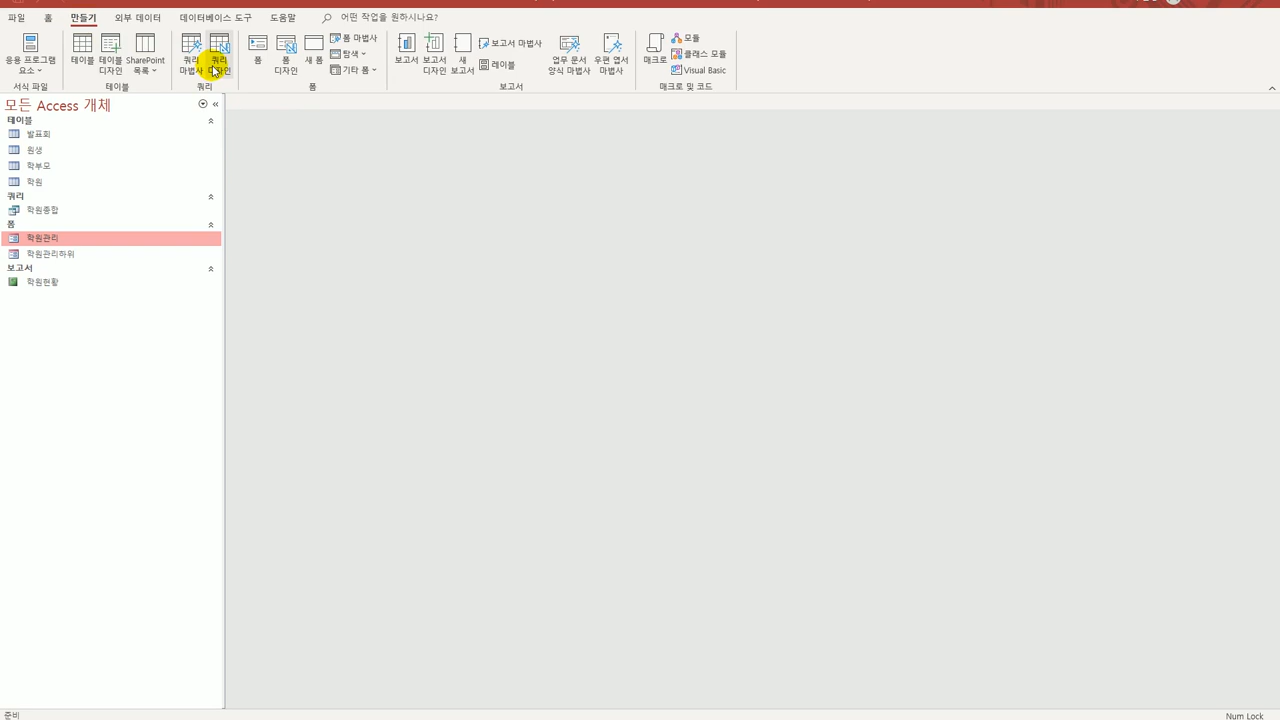 파일
홈
만들기
외부 데이터
데이터베이스 도구
도움말
어떤 작업을 원하시나요?
응용 프로그램
요소
서식 파일
테이블
테이블
디자인
SharePoint
목록
테이블
쿼리
마법사
쿼리
디자인
쿼리
폼
폼
디자인
새 폼
폼 마법사
탐색
기타 폼
폼
보고서
보고서
디자인
새
보고서
보고서 마법사
레이블
업무 문서
양식 마법사
우편 엽서
마법사
보고서
매크로
모듈
클래스 모듈
Visual Basic
매크로 및 코드
모든 Access 개체
테이블
발표회
원생
학부모
학원
쿼리
학원종합
폼
학원관리
학원관리하위
보고서
학원현황
준비
Num Lock